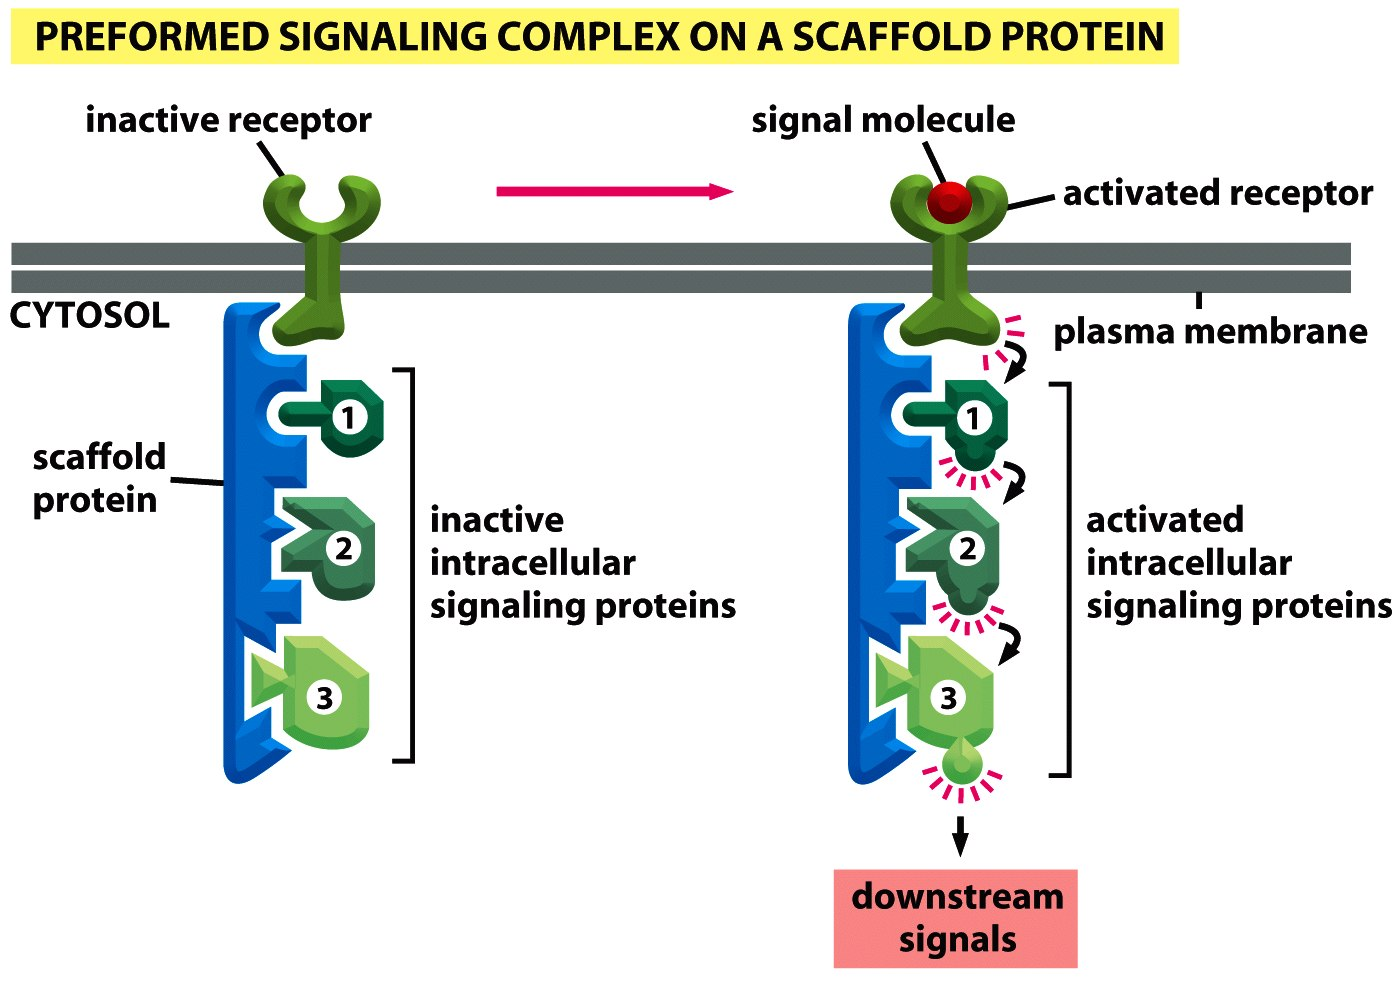 PREFORMED SIGNALING COMPLEX ON A SCAFFOLD PROTEIN
inactive receptor
signal molecule
activated receptor
CYTOSOL
plasma membrane
scaffold
protein
1
2
3
inactive
intracellular
signaling proteins
1
2
3
activated
intracellular
signaling proteins
downstream
signals